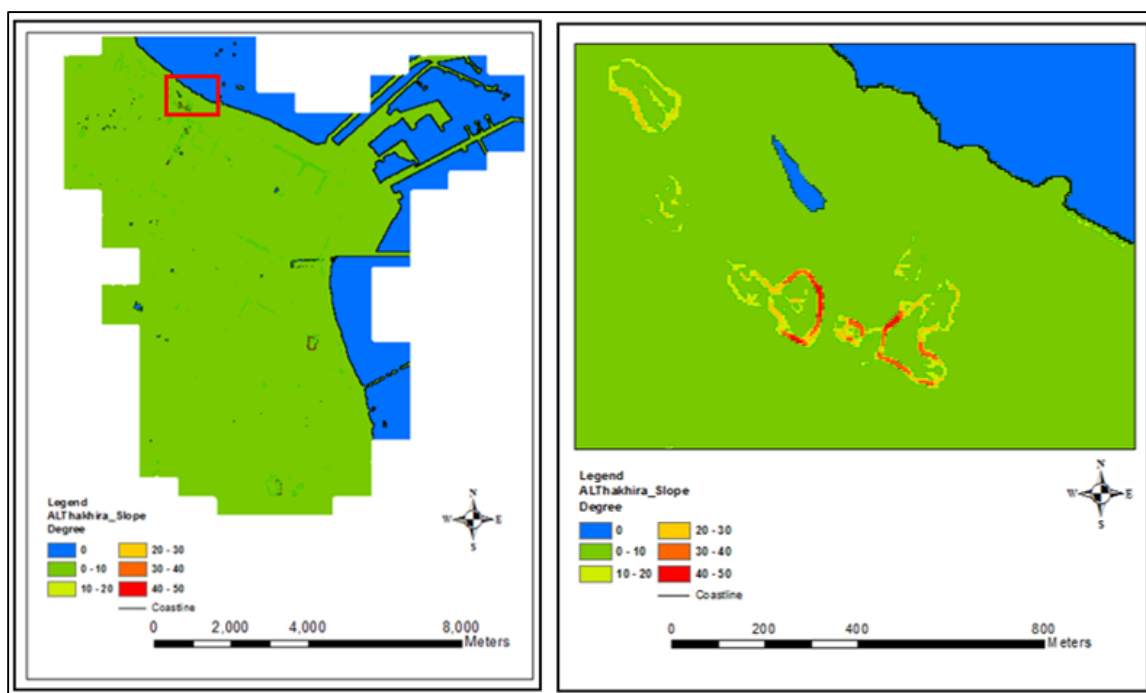 Legend
ALThakhira_Slope
Degree
0 20 - 30
0 - 10 30 - 40
10 - 20 40 - 50
Coastline
N
W E
S
0 2,000 4,000 8,000
Meters
Legend
ALThakhira_Slope
Degree
0 20 - 30
0 - 10 30 - 40
10 - 20 40 - 50
Coastline
N
W E
S
0 200 400 800
Meters